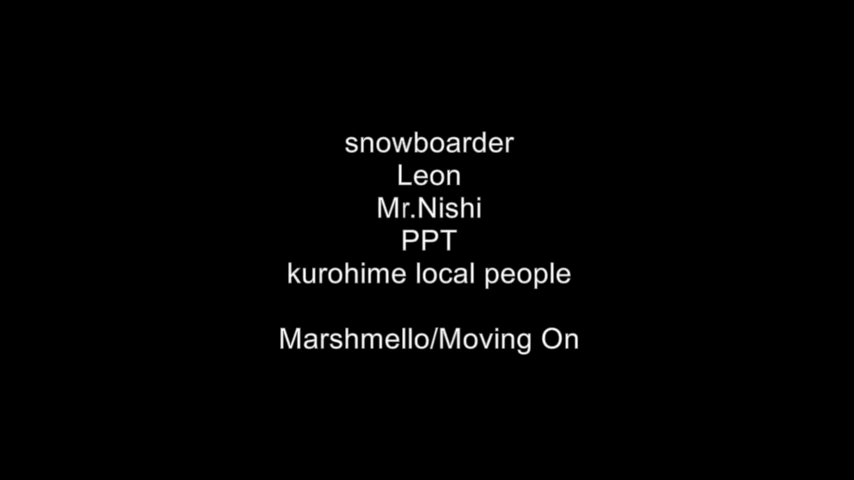 snowboarder
Leon
Mr.Nishi
PPT
kurohime local people
Marshmello/Moving On